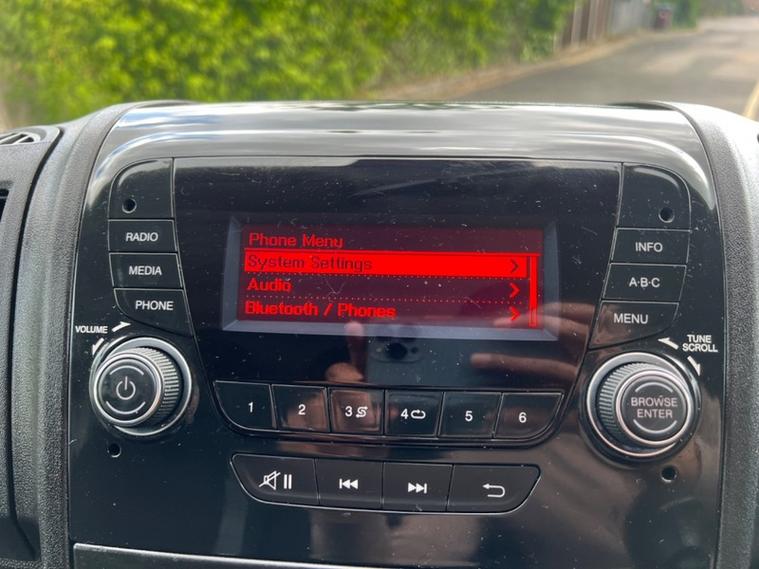 RADIO
MEDIA
PHONE
VOLUME
Phone Menu
System Settings
Audio
Bluetooth / Phones
INFO
A·B·C
MENU
TUNE
SCROLL
BROWSE
ENTER
1 2 3 4 5 6